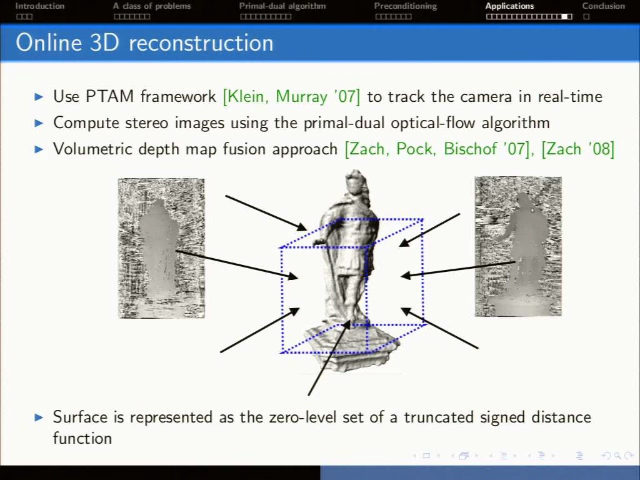 Introduction A class of problems Primal-dual algorithm Preconditioning Applications Conclusion
Online 3D reconstruction
Use PTAM framework [Klein, Murray '07] to track the camera in real-time
Compute stereo images using the primal-dual optical-flow algorithm
Volumetric depth map fusion approach [Zach, Pock, Bischof '07], [Zach '08]
Surface is represented as the zero-level set of a truncated signed distance
function